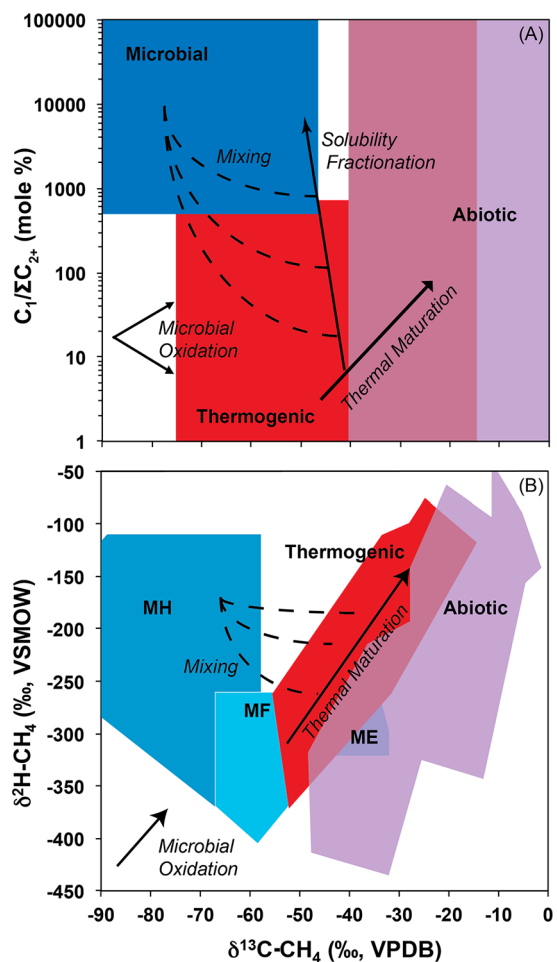 (A)
100000
10000
1000
100
10
1
C₁/ΣC₂₊ (mole %)
Microbial
Mixing
Solubility
Fractionation
Abiotic
Microbial
Oxidation
Thermal Maturation
Thermogenic
(B)
-50
-100
-150
-200
-250
-300
-350
-400
-450
δ²H-CH₄ (‰, VSMOW)
Thermogenic
MH
Abiotic
Mixing
MF
ME
Thermal Maturation
Microbial
Oxidation
-90 -80 -70 -60 -50 -40 -30 -20 -10 0
δ¹³C-CH₄ (‰, VPDB)